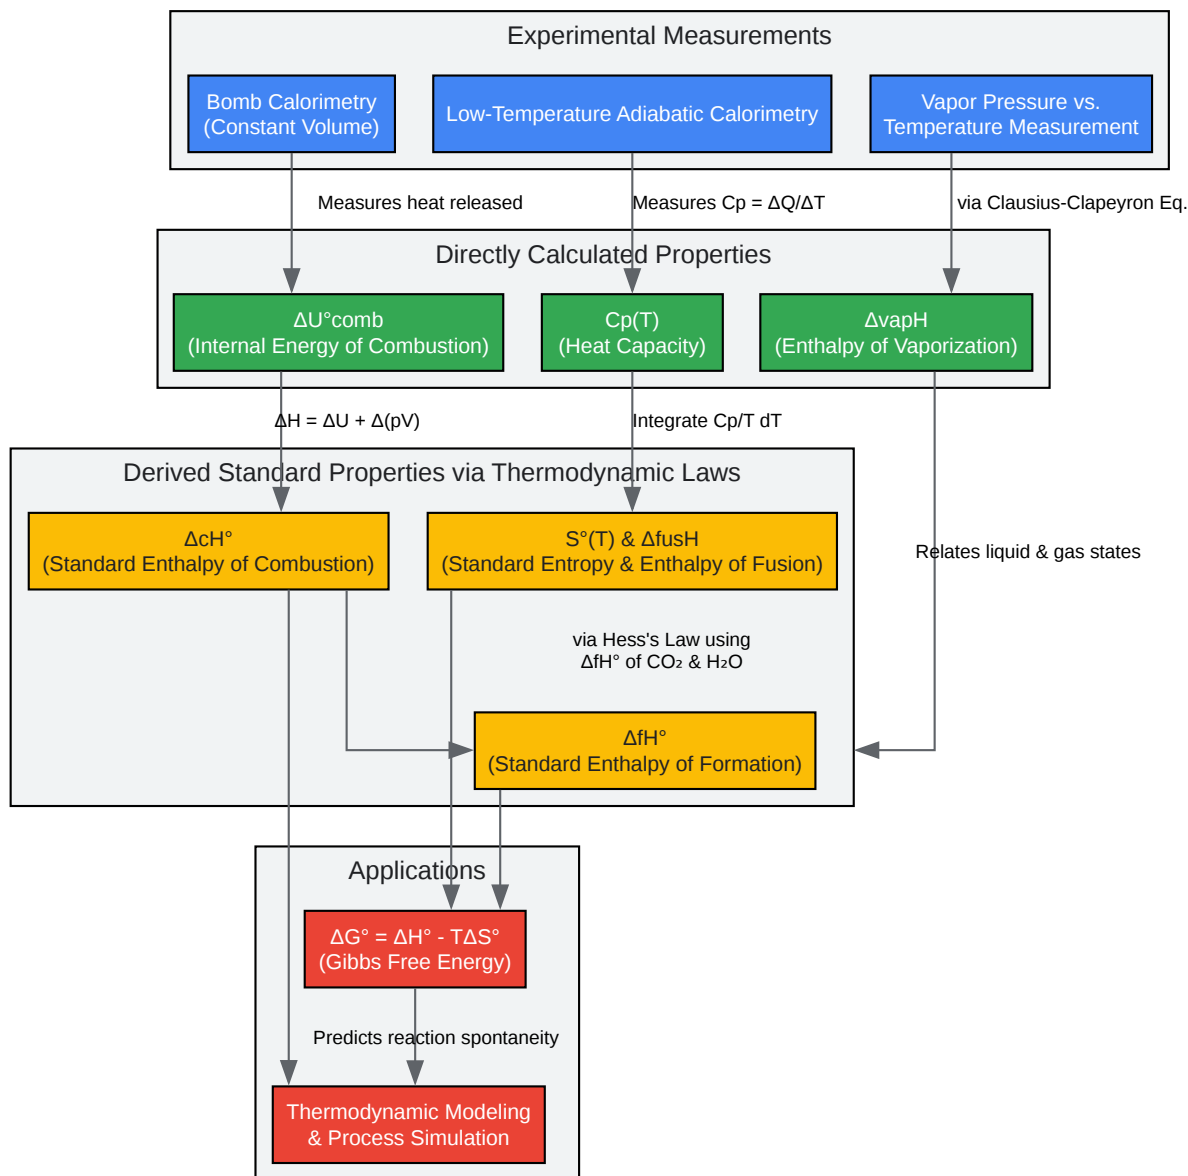 Experimental Measurements
Bomb Calorimetry
(Constant Volume)
Low-Temperature Adiabatic Calorimetry
Vapor Pressure vs.
Temperature Measurement
Measures heat released
Measures Cp = ΔQ/ΔT
via Clausius-Clapeyron Eq.
Directly Calculated Properties
ΔU°comb
(Internal Energy of Combustion)
Cp(T)
(Heat Capacity)
ΔvapH
(Enthalpy of Vaporization)
ΔH = ΔU + Δ(pV)
Integrate Cp/T dT
Derived Standard Properties via Thermodynamic Laws
ΔcH°
(Standard Enthalpy of Combustion)
S°(T) & ΔfusH
(Standard Entropy & Enthalpy of Fusion)
Relates liquid & gas states
via Hess's Law using
ΔfH° of CO₂ & H₂O
ΔfH°
(Standard Enthalpy of Formation)
Applications
ΔG° = ΔH° - TΔS°
(Gibbs Free Energy)
Predicts reaction spontaneity
Thermodynamic Modeling
& Process Simulation